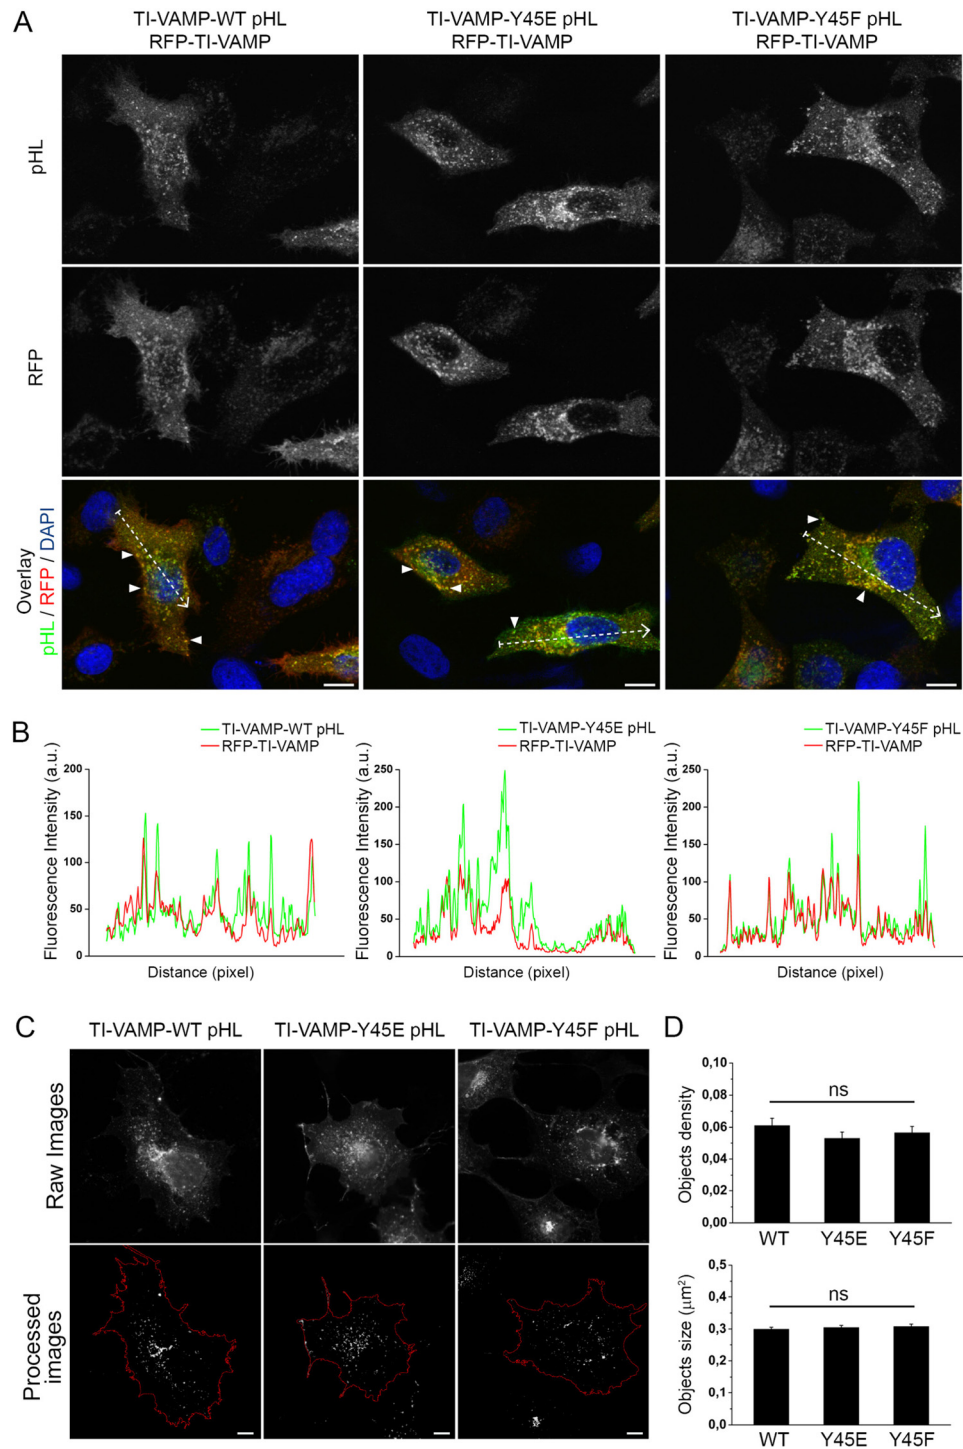 A
TI-VAMP-WT pHL
RFP-TI-VAMP
TI-VAMP-Y45E pHL
RFP-TI-VAMP
TI-VAMP-Y45F pHL
RFP-TI-VAMP
pHL
RFP
Overlay
pHL / RFP / DAPI
B
TI-VAMP-WT pHL
RFP-TI-VAMP
Fluorescence Intensity (a.u.)
200
150
100
50
0
Distance (pixel)
TI-VAMP-Y45E pHL
RFP-TI-VAMP
Fluorescence Intensity (a.u.)
250
200
150
100
50
0
Distance (pixel)
TI-VAMP-Y45F pHL
RFP-TI-VAMP
Fluorescence Intensity (a.u.)
250
200
150
100
50
0
Distance (pixel)
C
TI-VAMP-WT pHL
TI-VAMP-Y45E pHL
TI-VAMP-Y45F pHL
Raw Images
Processed
images
D
Objects density
0,10
0,08
0,06
0,04
0,02
0,00
ns
WT Y45E Y45F
Objects size (μm²)
0,5
0,4
0,3
0,2
0,1
0,0
ns
WT Y45E Y45F